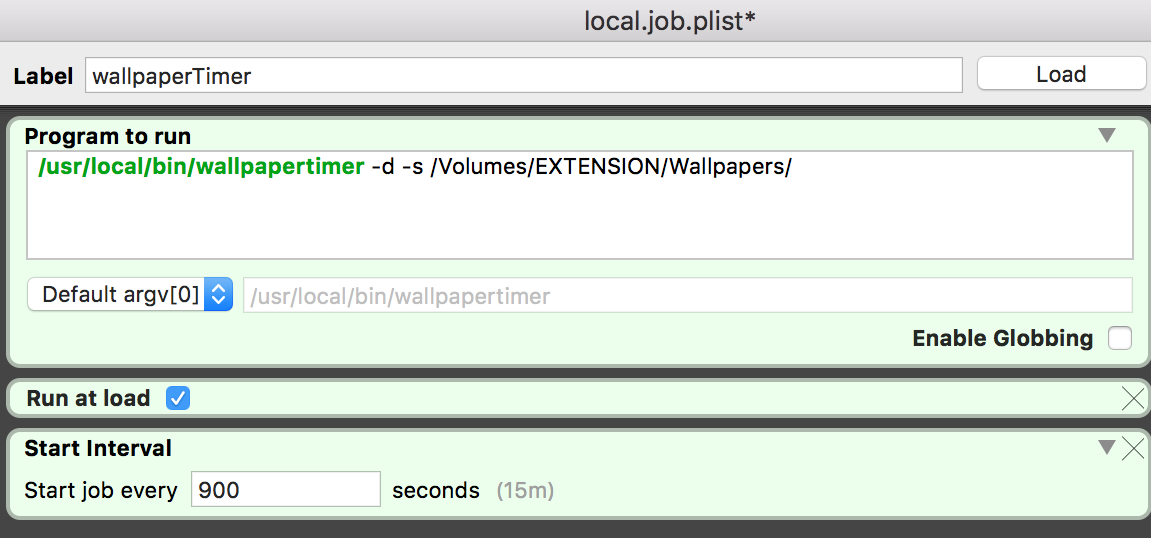 local.job.plist*
Label wallpaperTimer Load
Program to run
/usr/local/bin/wallpapertimer -d -s /Volumes/EXTENSION/Wallpapers/
Default argv[0] /usr/local/bin/wallpapertimer
Enable Globbing
Run at load
Start Interval
Start job every 900 seconds (15m)